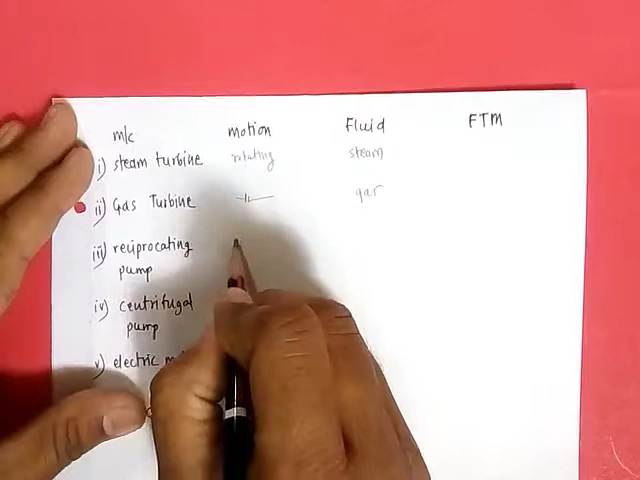 m/c motion Fluid FTM
i) steam turbine rotating steam
ii) Gas Turbine –〃– gas
iii) reciprocating
pump
iv) centrifugal
pump
v) electric